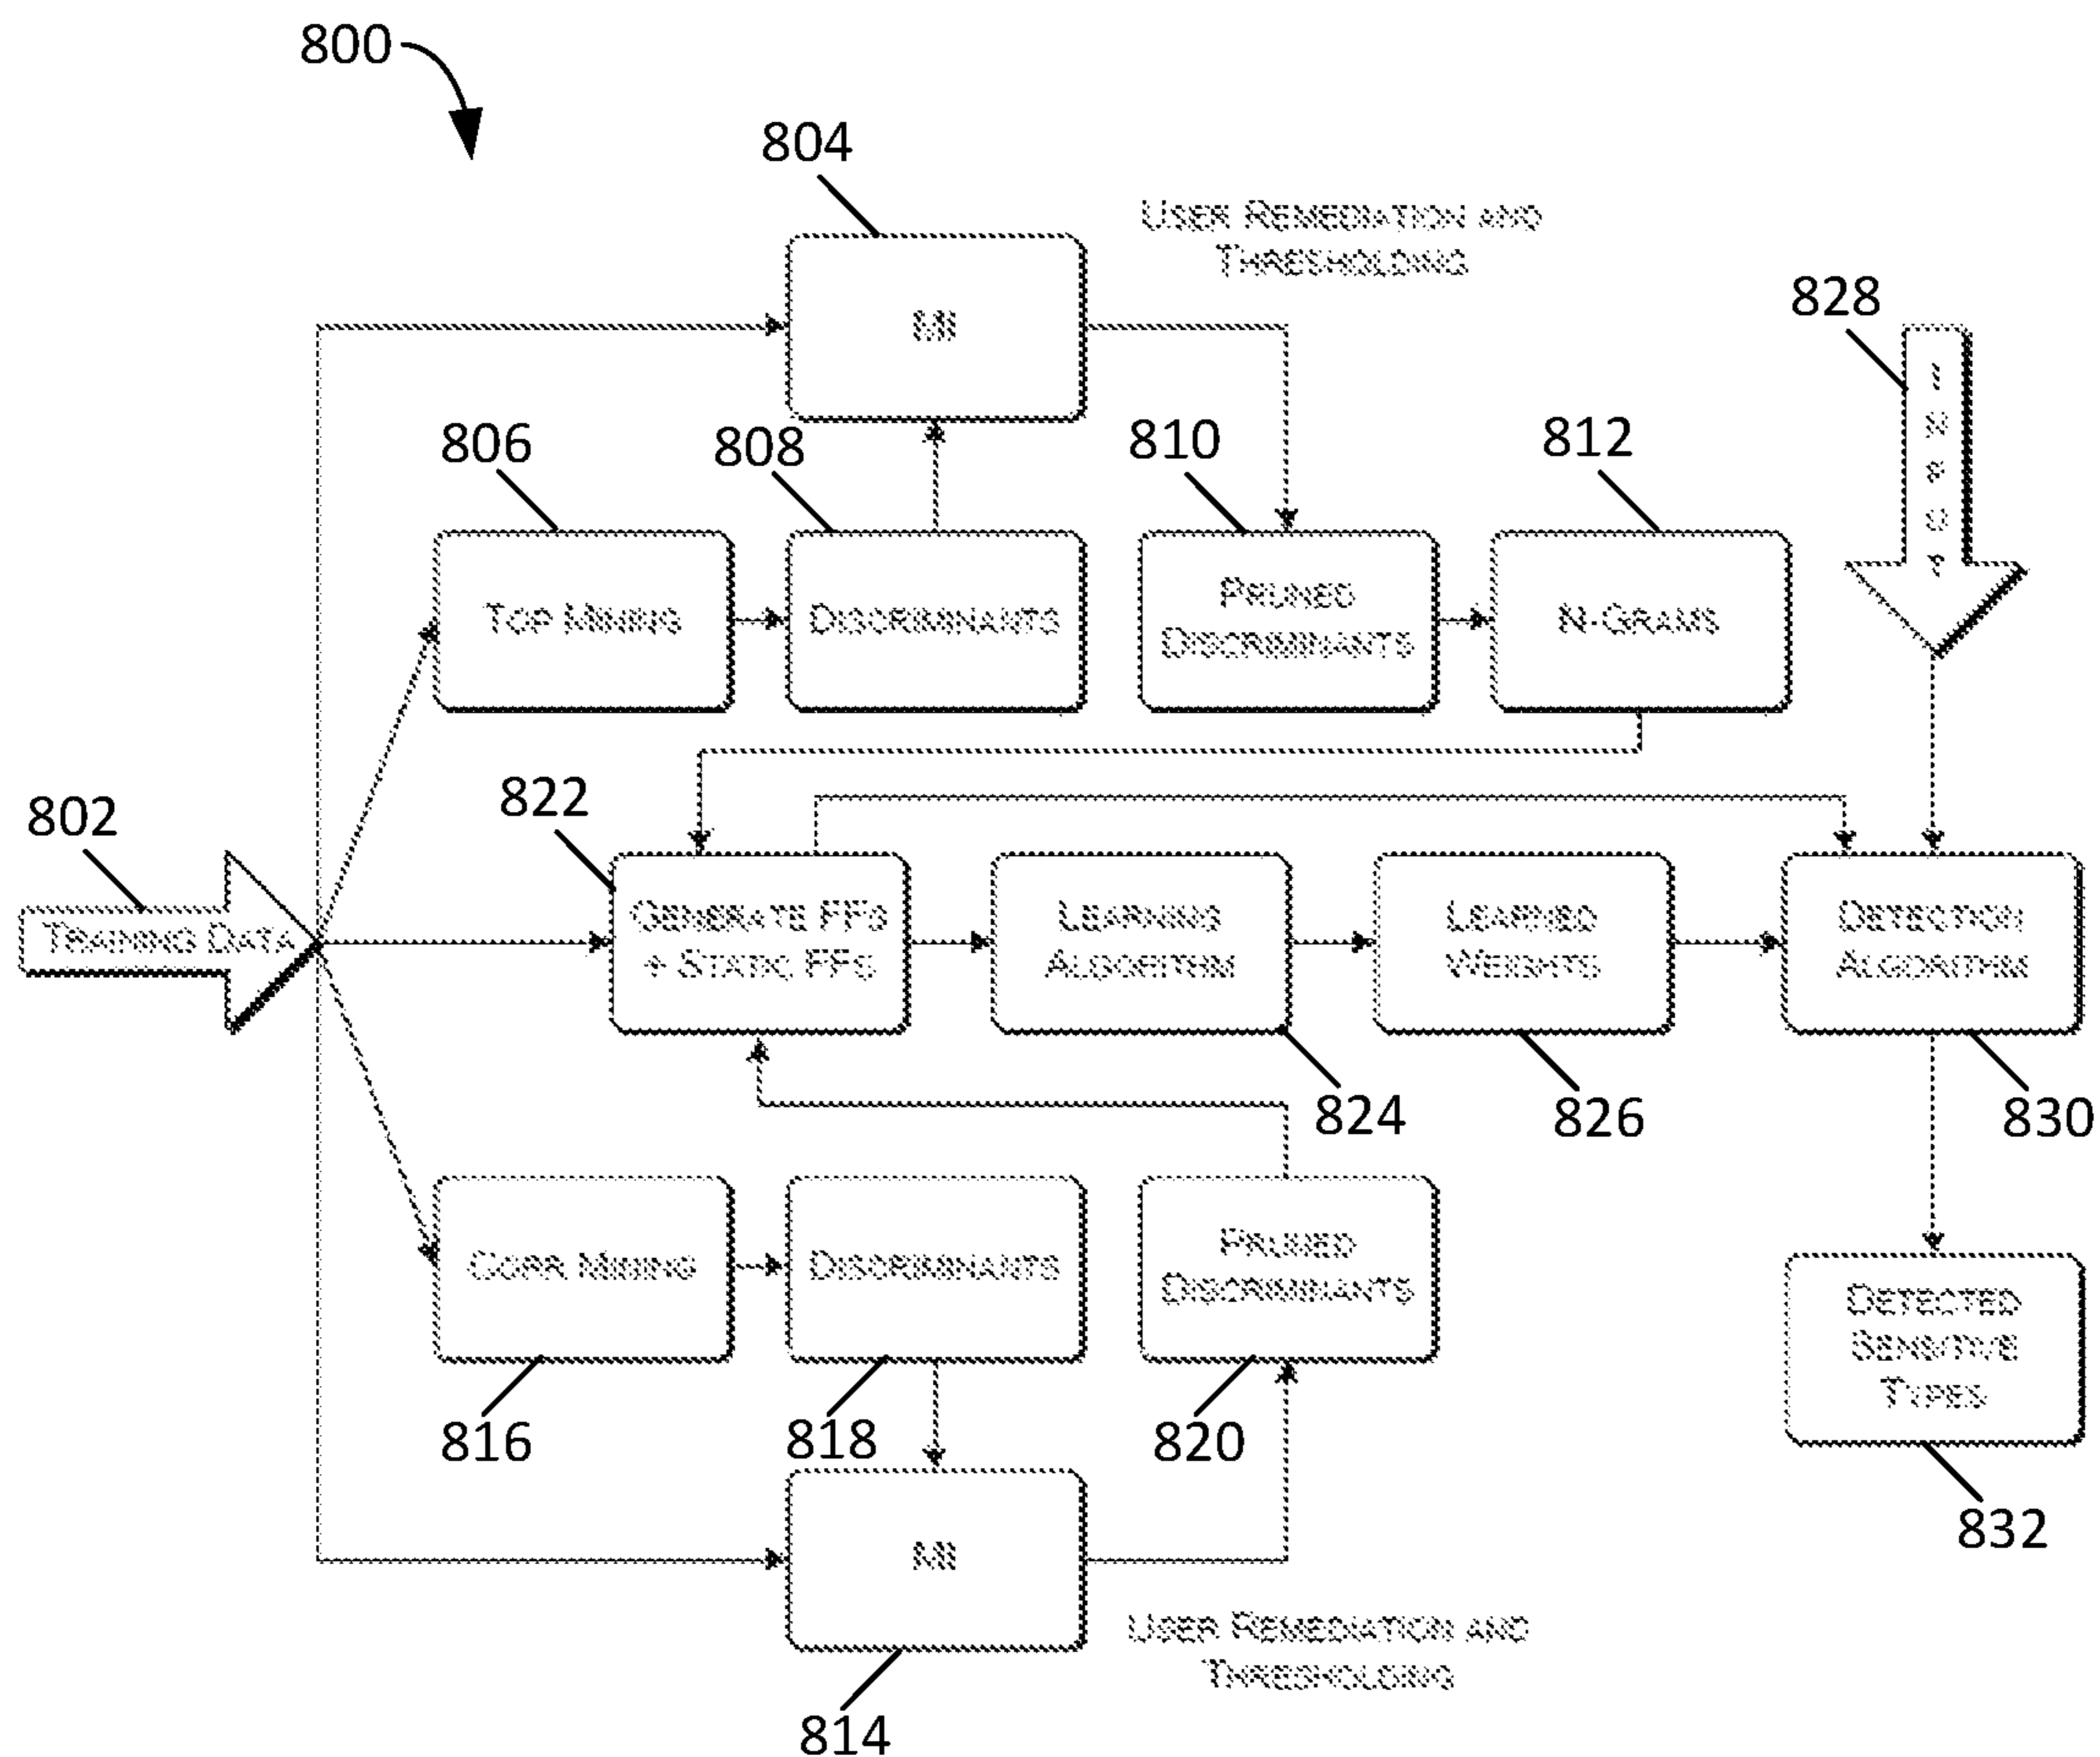 800
804
USER REMEDIATION AND
THRESHOLDING
MI
828
INPUT
806
808
810
812
TOP MINING
DISCRIMINANTS
PRUNED
DISCRIMINANTS
N-GRAMS
802
822
TRAINING DATA
GENERATE FFS
+ STATIC FFS
LEARNING
ALGORITHM
LEARNED
WEIGHTS
DETECTION
ALGORITHM
824
826
830
CORR MINING
DISCRIMINANTS
PRUNED
DISCRIMINANTS
DETECTED
SENSITIVE
TYPES
816
818
820
832
MI
USER REMEDIATION AND
THRESHOLDING
814